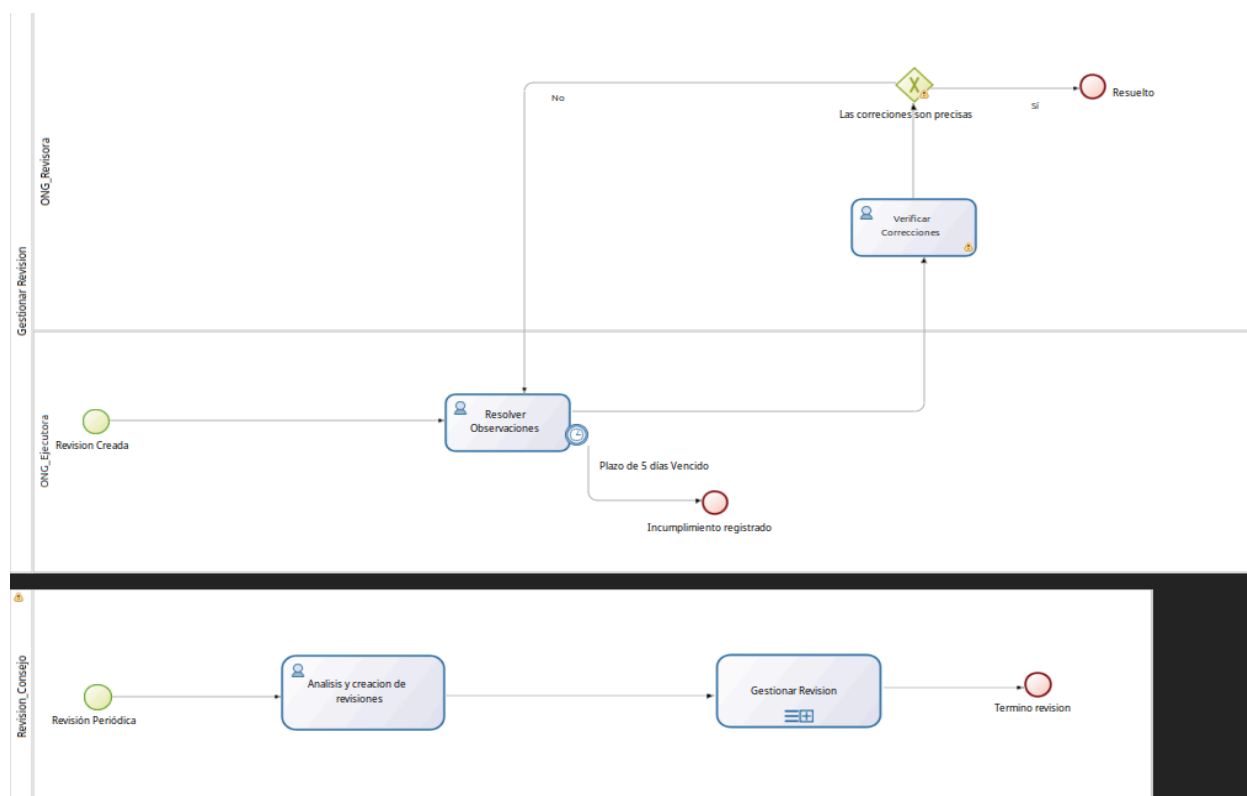 Gestionar Revision
ONG_Revisora
No
Las correciones son precisas
Sí
Resuelto
Verificar
Correcciones
ONG_Ejecutora
Revision Creada
Resolver
Observaciones
Plazo de 5 días Vencido
Incumplimiento registrado
Revision_Consejo
Revisión Periódica
Analisis y creacion de
revisiones
Gestionar Revision
Termino revision